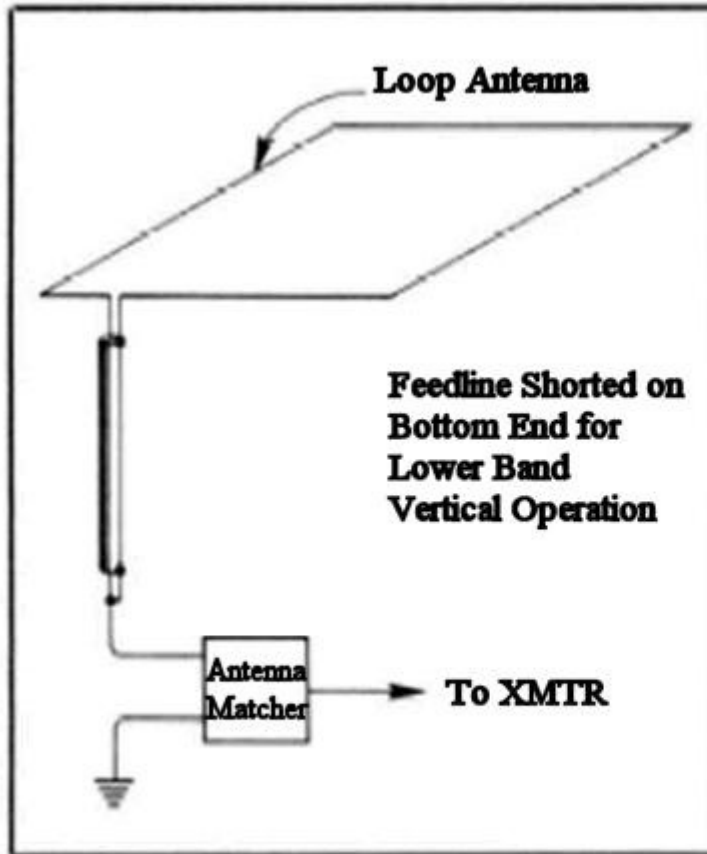 Loop Antenna
Feedline Shorted on
Bottom End for
Lower Band
Vertical Operation
Antenna
Matcher
To XMTR